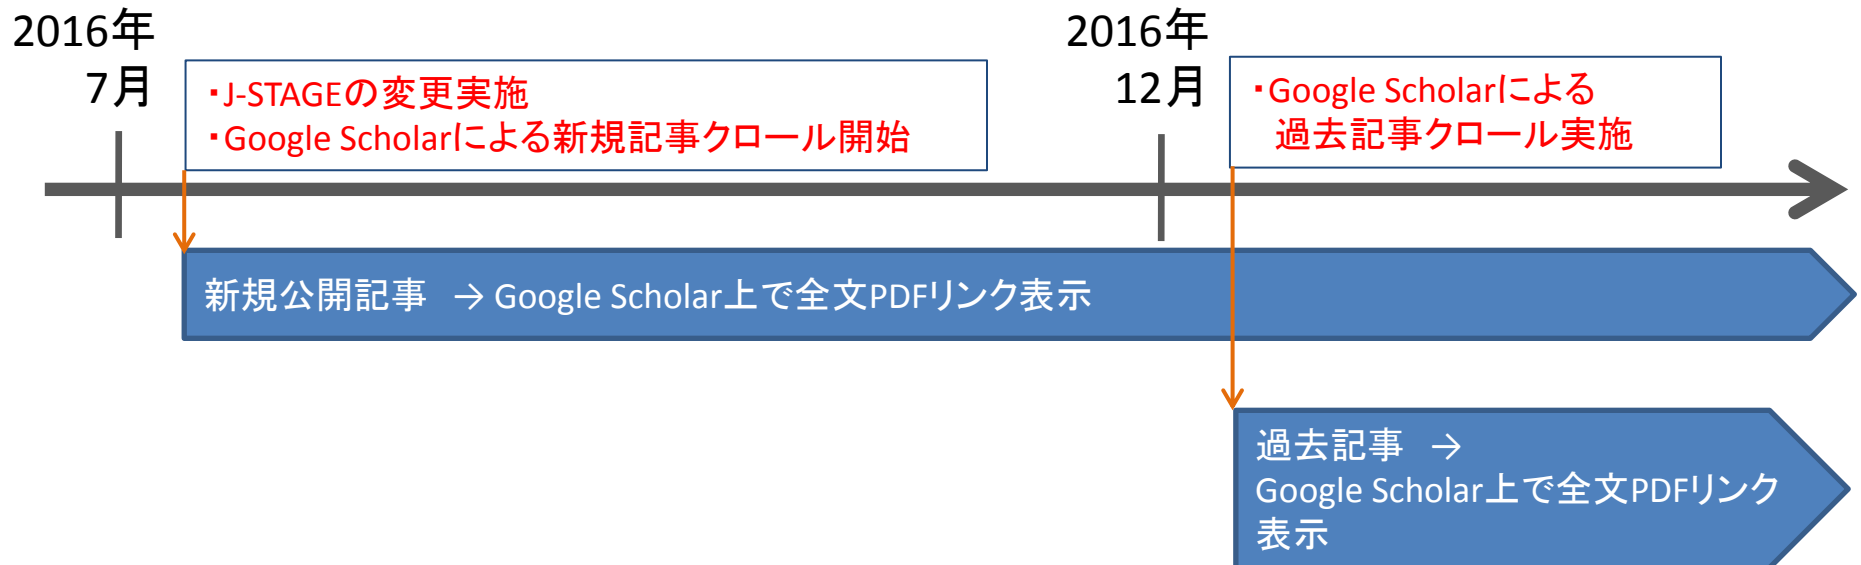 2016年
7月
・J-STAGEの変更実施
・Google Scholarによる新規記事クロール開始
2016年
12月
・Google Scholarによる
過去記事クロール実施
新規公開記事 → Google Scholar上で全文PDFリンク表示
過去記事 →
Google Scholar上で全文PDFリンク
表示